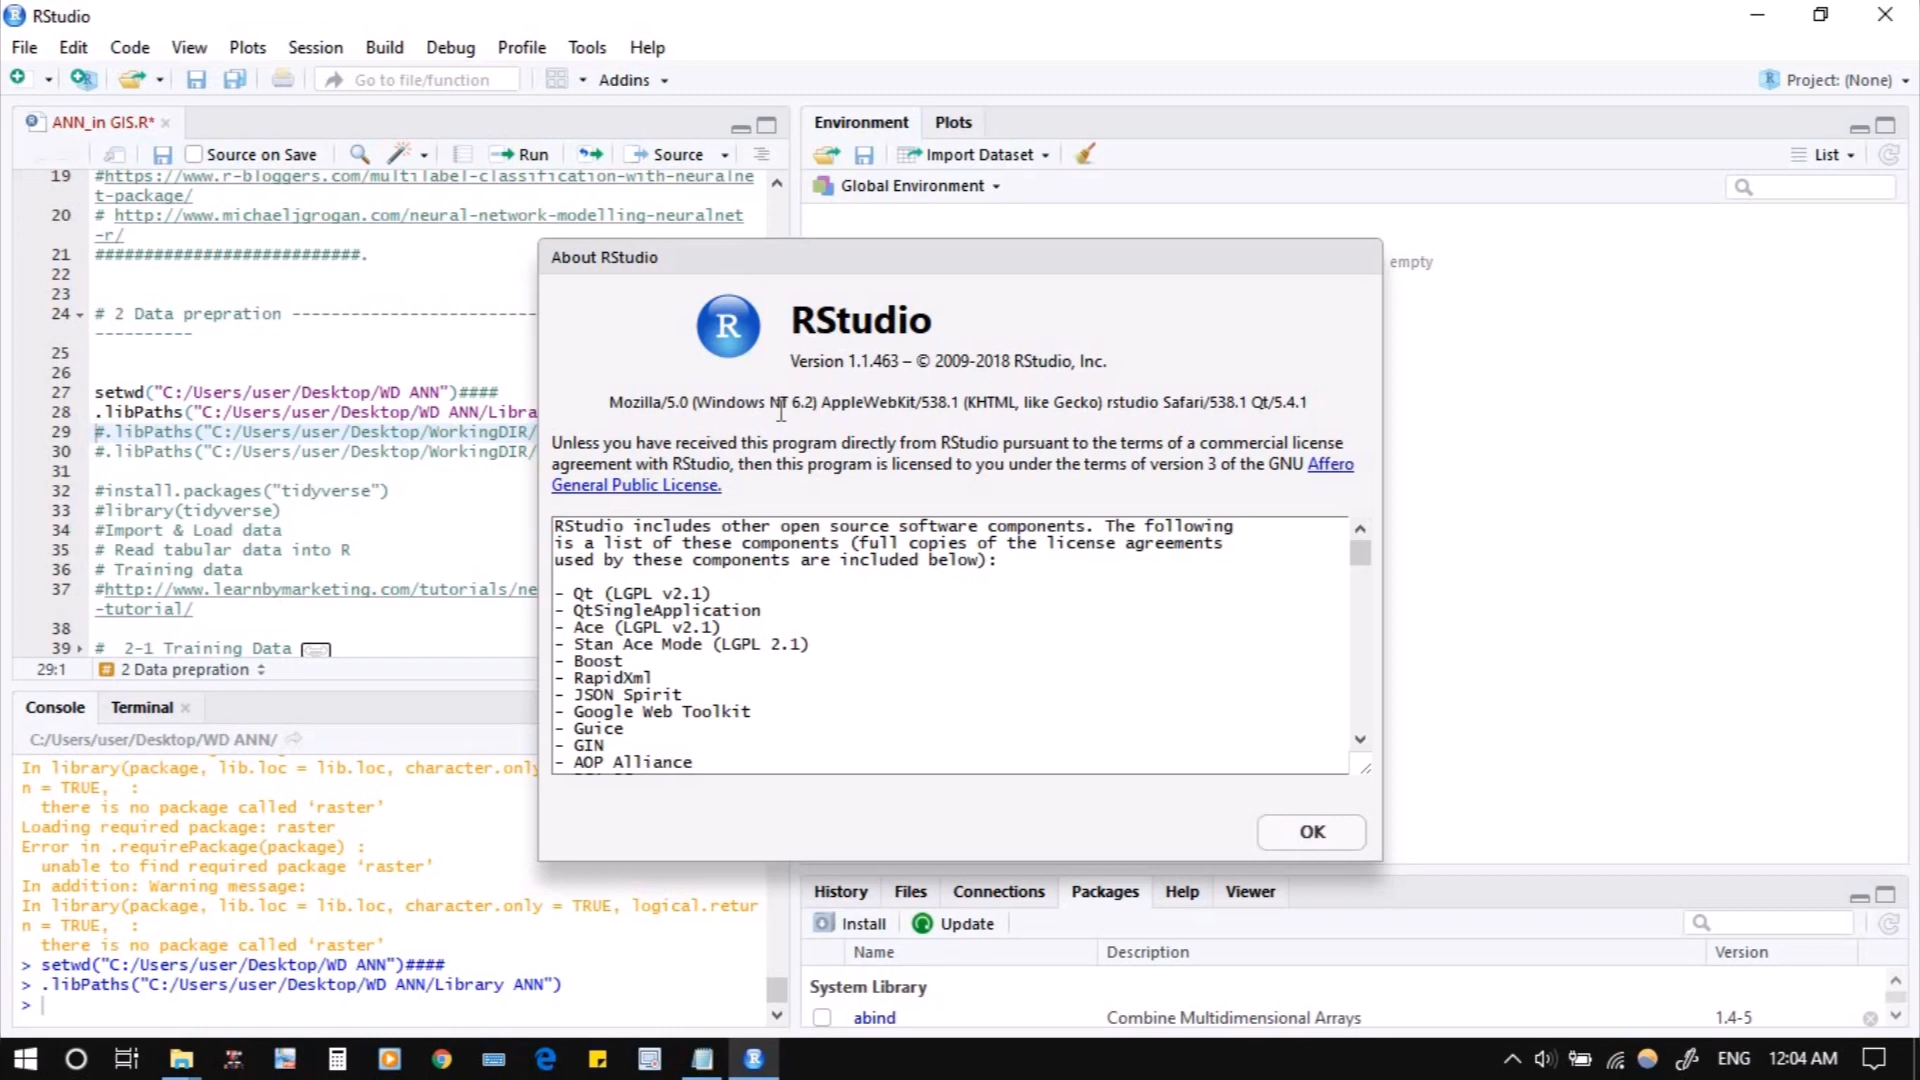 RStudio
File Edit Code View Plots Session Build Debug Profile Tools Help
Go to file/function Addins Project: (None)
ANN_in GIS.R*
Source on Save Run Source
19 #https://www.r-bloggers.com/multilabel-classification-with-neuralne
t-package/
20 # http://www.michaeljgrogan.com/neural-network-modelling-neuralnet
-r/
21 ###########################.
22
23
24 # 2 Data prepration --------------------------
----------
25
26
27 setwd("C:/Users/user/Desktop/WD ANN")####
28 .libPaths("C:/Users/user/Desktop/WD ANN/Libra
29 #.libPaths("C:/Users/user/Desktop/WorkingDIR/
30 #.libPaths("C:/Users/user/Desktop/WorkingDIR/
31
32 #install.packages("tidyverse")
33 #library(tidyverse)
34 #Import & Load data
35 # Read tabular data into R
36 # Training data
37 #http://www.learnbymarketing.com/tutorials/ne
-tutorial/
38
39 #  2-1 Training Data
29:1 # 2 Data prepration
Console Terminal
C:/Users/user/Desktop/WD ANN/
In library(package, lib.loc = lib.loc, character.only
n = TRUE,  :
there is no package called ‘raster’
Loading required package: raster
Error in .requirePackage(package) :
unable to find required package ‘raster’
In addition: Warning message:
In library(package, lib.loc = lib.loc, character.only = TRUE, logical.retur
n = TRUE,  :
there is no package called ‘raster’
> setwd("C:/Users/user/Desktop/WD ANN")####
> .libPaths("C:/Users/user/Desktop/WD ANN/Library ANN")
>
Environment Plots
Import Dataset List
Global Environment
empty
About RStudio
R RStudio
Version 1.1.463 – © 2009-2018 RStudio, Inc.
Mozilla/5.0 (Windows NT 6.2) AppleWebKit/538.1 (KHTML, like Gecko) rstudio Safari/538.1 Qt/5.4.1
Unless you have received this program directly from RStudio pursuant to the terms of a commercial license
agreement with RStudio, then this program is licensed to you under the terms of version 3 of the GNU Affero
General Public License.
RStudio includes other open source software components. The following
is a list of these components (full copies of the license agreements
used by these components are included below):
- Qt (LGPL v2.1)
- QtSingleApplication
- Ace (LGPL v2.1)
- Stan Ace Mode (LGPL 2.1)
- Boost
- RapidXml
- JSON Spirit
- Google Web Toolkit
- Guice
- GIN
- AOP Alliance
OK
History Files Connections Packages Help Viewer
Install Update
Name Description Version
System Library
abind Combine Multidimensional Arrays 1.4-5
ENG 12:04 AM